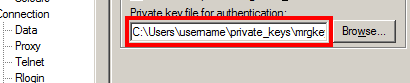 Connection
Data
Proxy
Telnet
Rlogin
Private key file for authentication:
C:\Users\username\private_keys\mrgke
Browse...